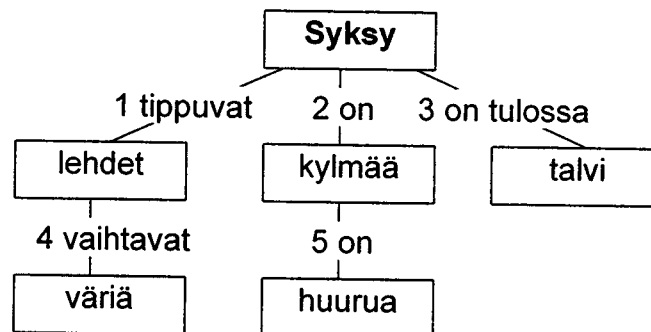 Syksy
1 tippuvat 2 on 3 on tulossa
lehdet kylmää talvi
4 vaihtavat 5 on
väriä huurua